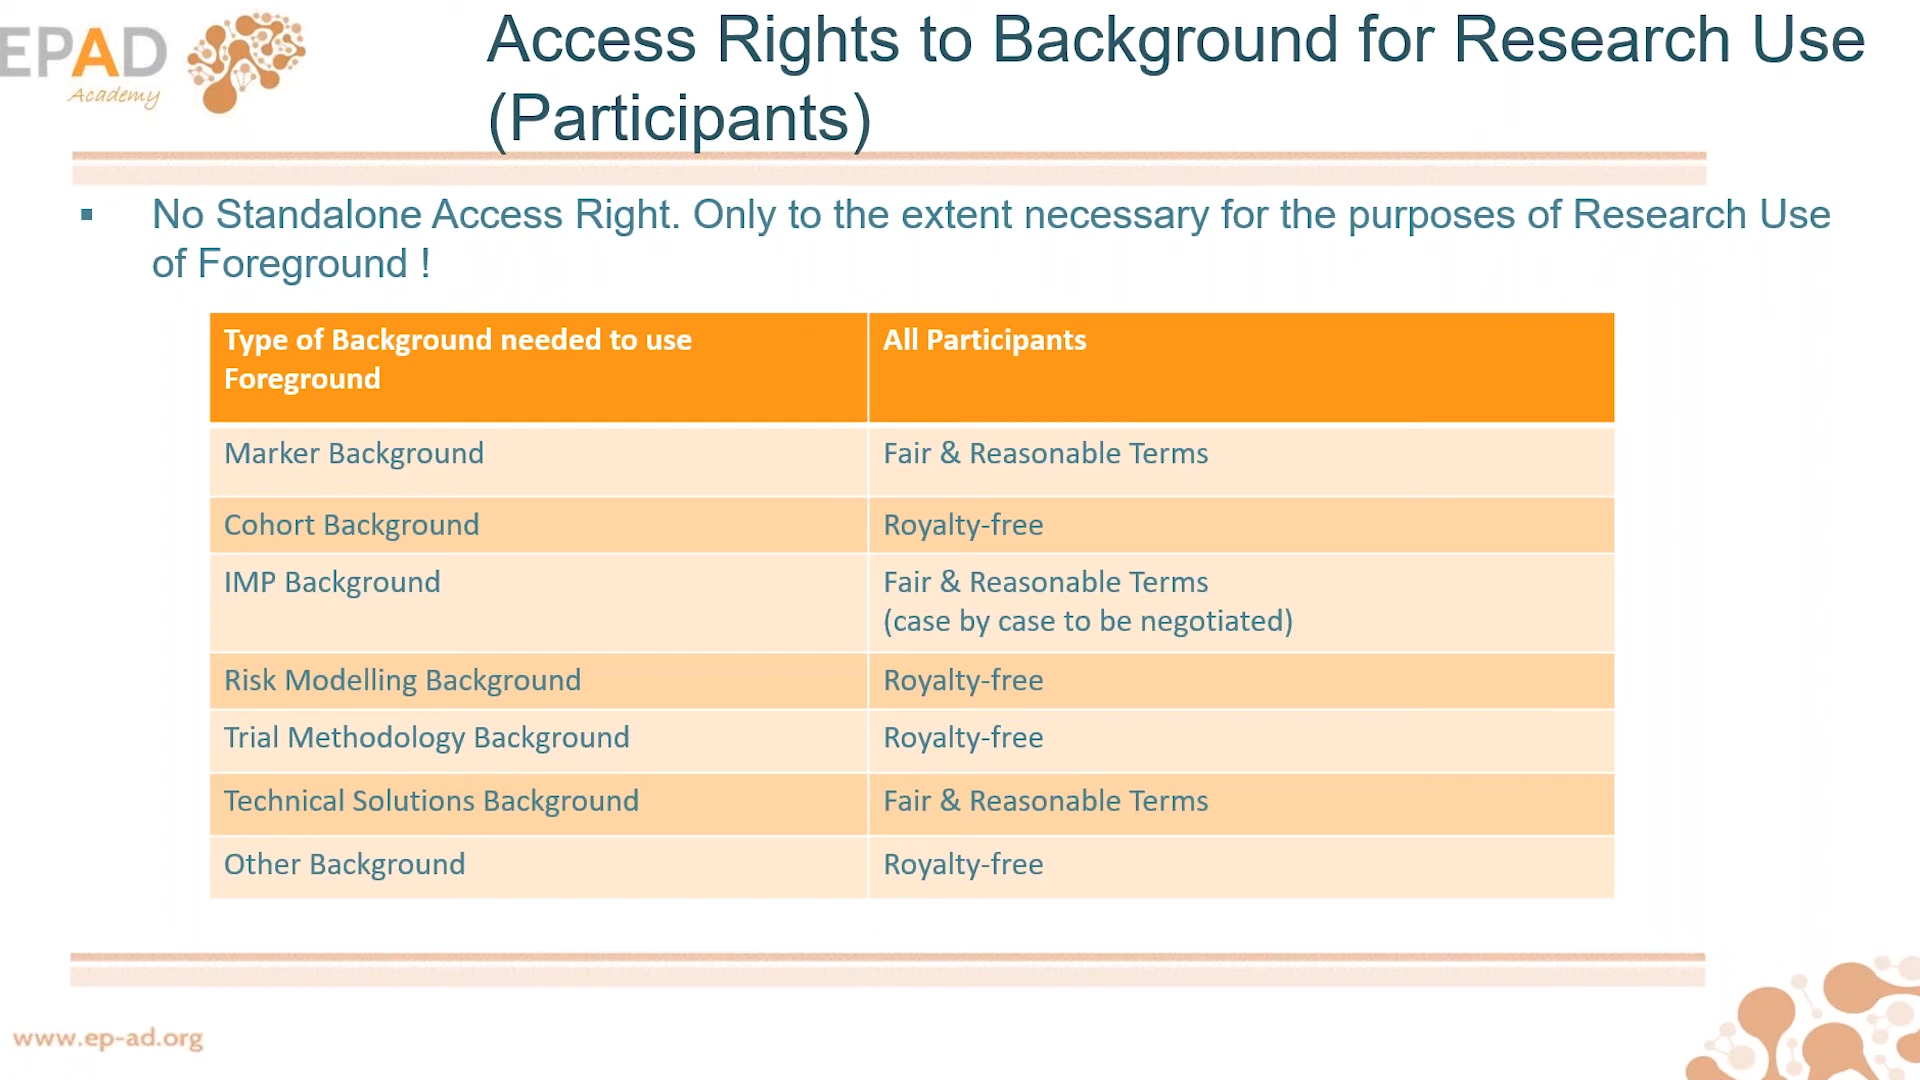 EPAD
Academy
Access Rights to Background for Research Use
(Participants)
▪ No Standalone Access Right. Only to the extent necessary for the purposes of Research Use
of Foreground !
Type of Background needed to use
Foreground
All Participants
Marker Background
Fair & Reasonable Terms
Cohort Background
Royalty-free
IMP Background
Fair & Reasonable Terms
(case by case to be negotiated)
Risk Modelling Background
Royalty-free
Trial Methodology Background
Royalty-free
Technical Solutions Background
Fair & Reasonable Terms
Other Background
Royalty-free
www.ep-ad.org